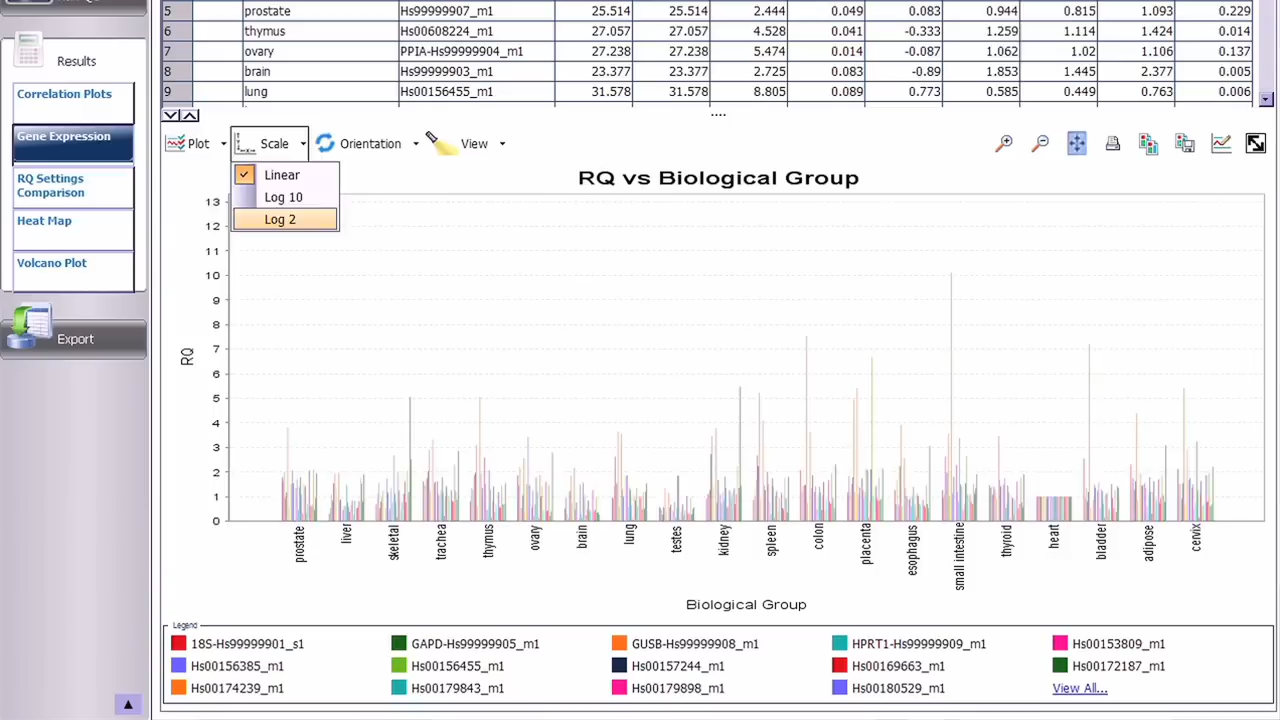 5 prostate Hs99999907_m1 25.514 25.514 2.444 0.049 0.083 0.944 0.815 1.093 0.229
6 thymus Hs00608224_m1 27.057 27.057 4.528 0.041 -0.333 1.259 1.114 1.424 0.014
7 ovary PPIA-Hs99999904_m1 27.238 27.238 5.474 0.014 -0.087 1.062 1.02 1.106 0.137
8 brain Hs99999903_m1 23.377 23.377 2.725 0.083 -0.89 1.853 1.445 2.377 0.005
9 lung Hs00156455_m1 31.578 31.578 8.805 0.089 0.773 0.585 0.449 0.763 0.006
Results
Correlation Plots
Gene Expression
RQ Settings
Comparison
Heat Map
Volcano Plot
Export
Plot Scale Orientation View
Linear
Log 10
Log 2
RQ vs Biological Group
13
12
11
10
9
8
7
6
5
4
3
2
1
0
RQ
prostate liver skeletal trachea thymus ovary brain lung testes kidney spleen colon placenta esophagus small intestine thyroid heart bladder adipose cervix
Biological Group
Legend
18S-Hs99999901_s1 GAPD-Hs99999905_m1 GUSB-Hs99999908_m1 HPRT1-Hs99999909_m1 Hs00153809_m1
Hs00156385_m1 Hs00156455_m1 Hs00157244_m1 Hs00169663_m1 Hs00172187_m1
Hs00174239_m1 Hs00179843_m1 Hs00179898_m1 Hs00180529_m1 View All...